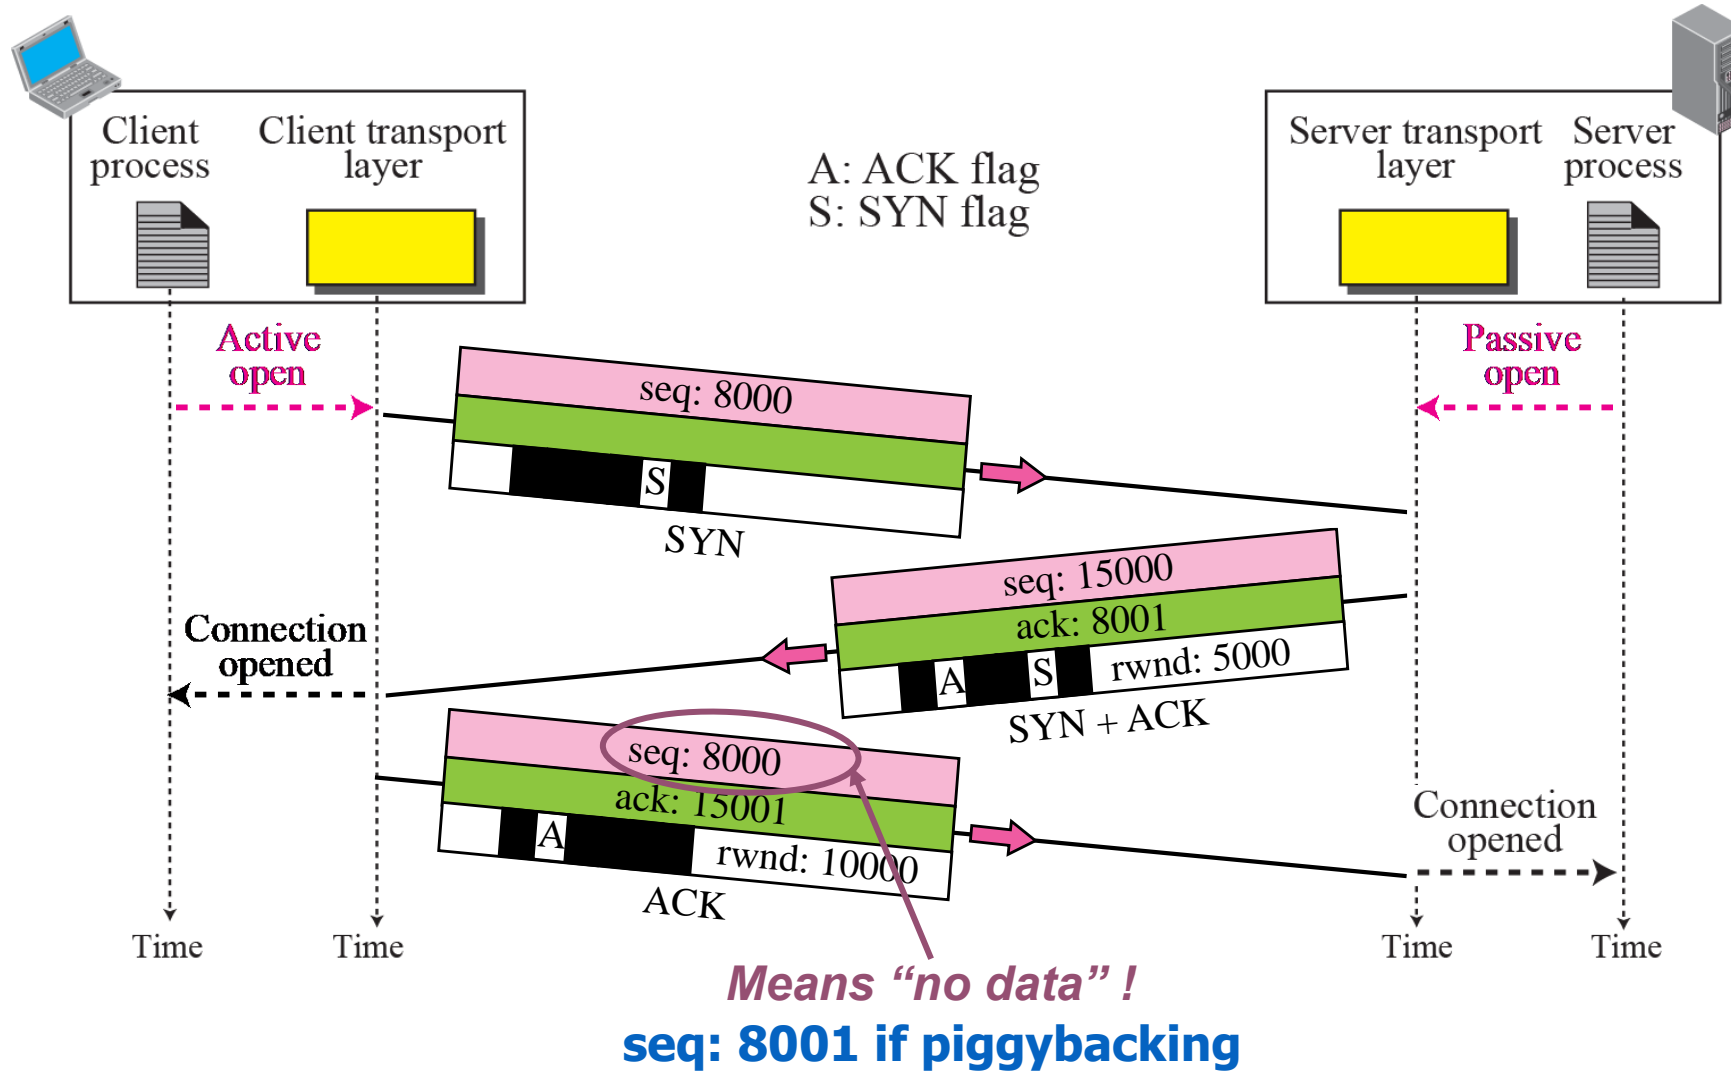 Client
process
Client transport
layer
A: ACK flag
S: SYN flag
Server transport
layer
Server
process
Active
open
Passive
open
seq: 8000
S
SYN
seq: 15000
ack: 8001
A
S
rwnd: 5000
SYN + ACK
Connection
opened
seq: 8000
ack: 15001
A
rwnd: 10000
ACK
Connection
opened
Time
Time
Time
Time
Means “no data” !
seq: 8001 if piggybacking